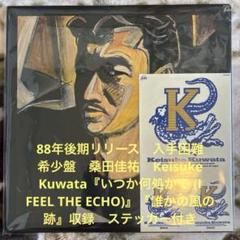 88年後期リリース　入手困難
希少盤　桑田佳祐　Keisuke
Kuwata『いつか何処かで(I
FEEL THE ECHO)』『誰かの風の
跡』収録　ステッカー付き
K
Keisuke Kuwata